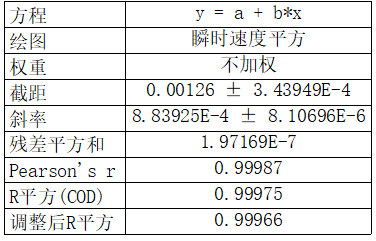 方程 y = a + b*x
绘图 瞬时速度平方
权重 不加权
截距 0.00126 ± 3.43949E-4
斜率 8.83925E-4 ± 8.10696E-6
残差平方和 1.97169E-7
Pearson's r 0.99987
R平方(COD) 0.99975
调整后R平方 0.99966